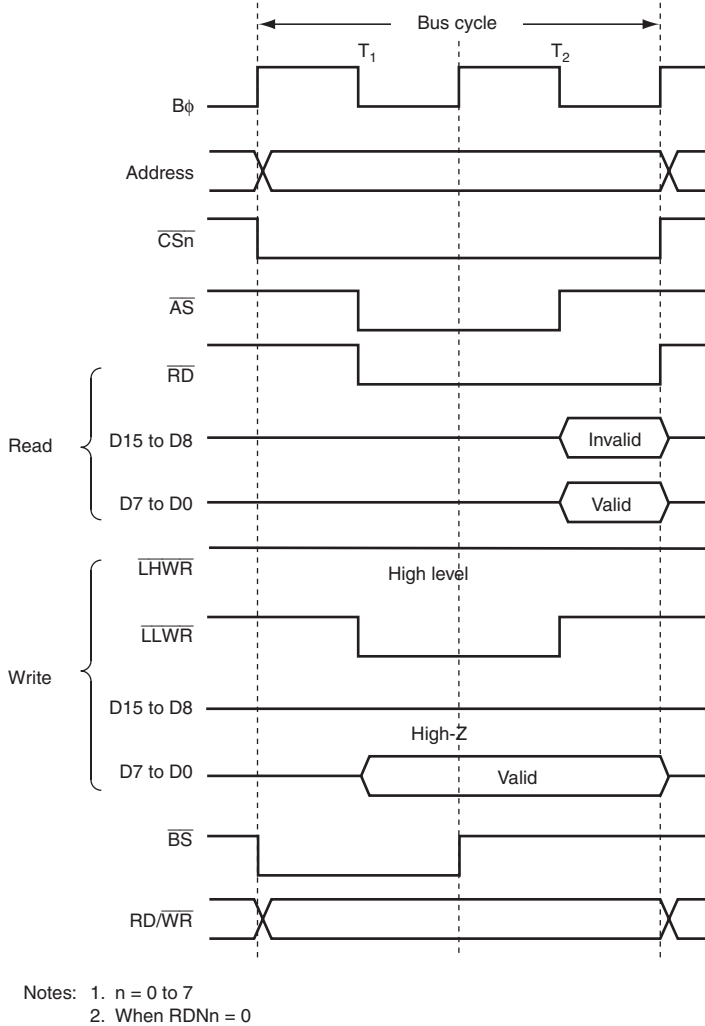 Bus cycle
T1 T2
Bφ
Address
CSn
AS
RD
Read
D15 to D8 Invalid
D7 to D0 Valid
LHWR
High level
LLWR
Write
D15 to D8
High-Z
D7 to D0 Valid
BS
RD/WR
Notes: 1. n = 0 to 7
2. When RDNn = 0